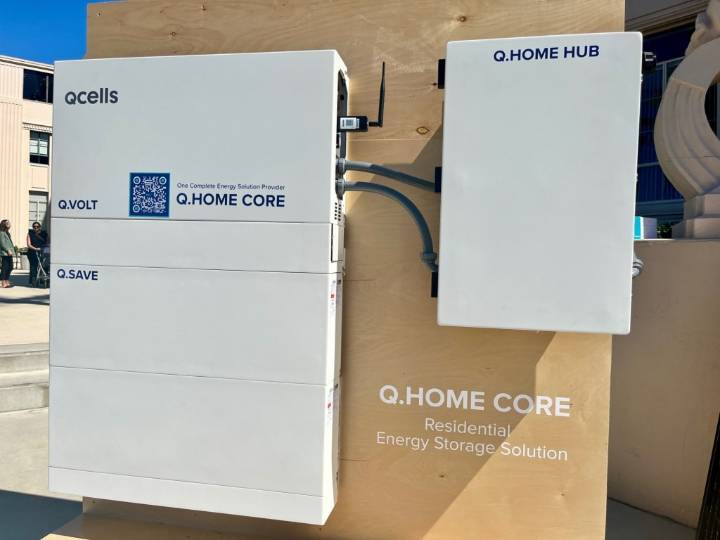 Qcells
One Complete Energy Solution Provider
Q.HOME CORE
Q.VOLT
Q.SAVE
Q.HOME HUB
Q.HOME CORE
Residential
Energy Storage Solution